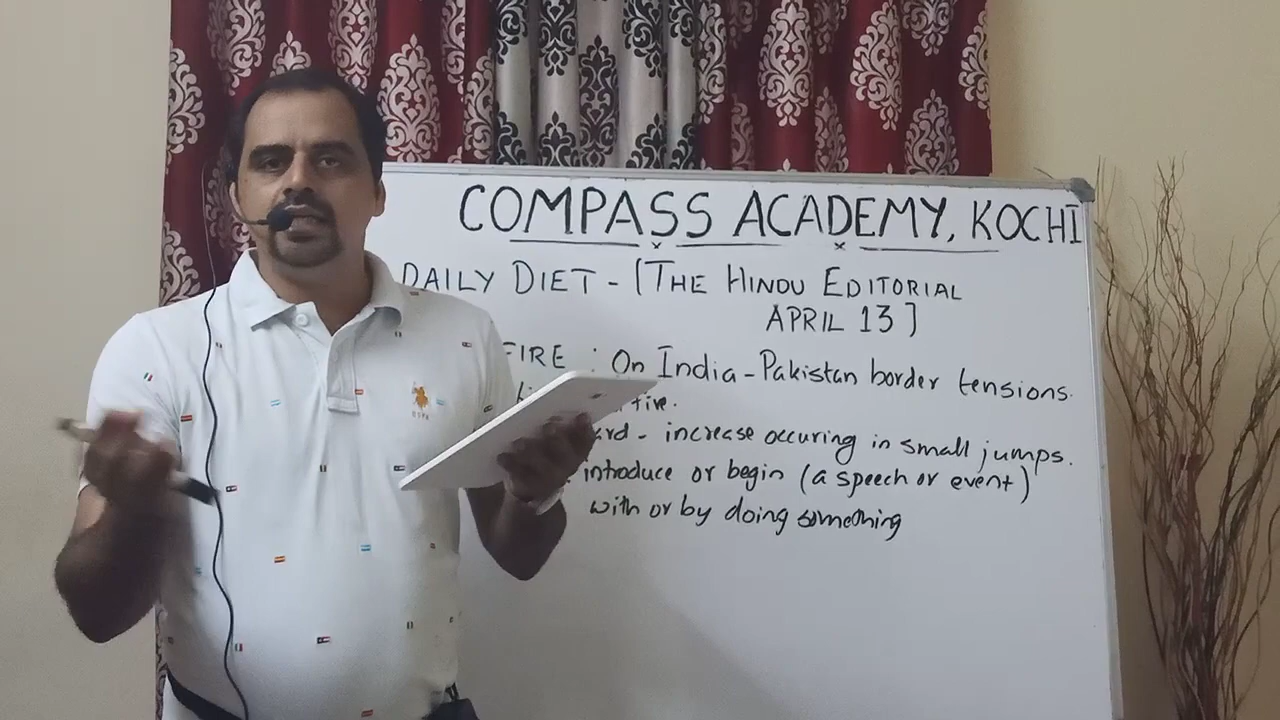 COMPASS ACADEMY, KOCHI
DAILY DIET - [THE HINDU EDITORIAL
APRIL 13]
FIRE : On India-Pakistan border tensions.
fire.
increase occuring in small jumps.
introduce or begin (a speech or event)
with or by doing something